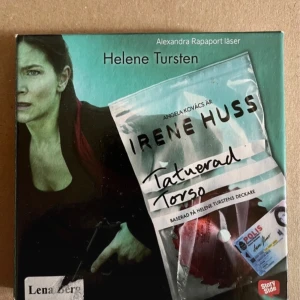 Alexandra Rapaport läser
Helene Tursten
ANGELA KOVÁCS ÄR
IRENE HUSS
Tatuerad
Torso
BASERAD PÅ HELENE TURSTENS DECKARE
POLIS
Lena Berg